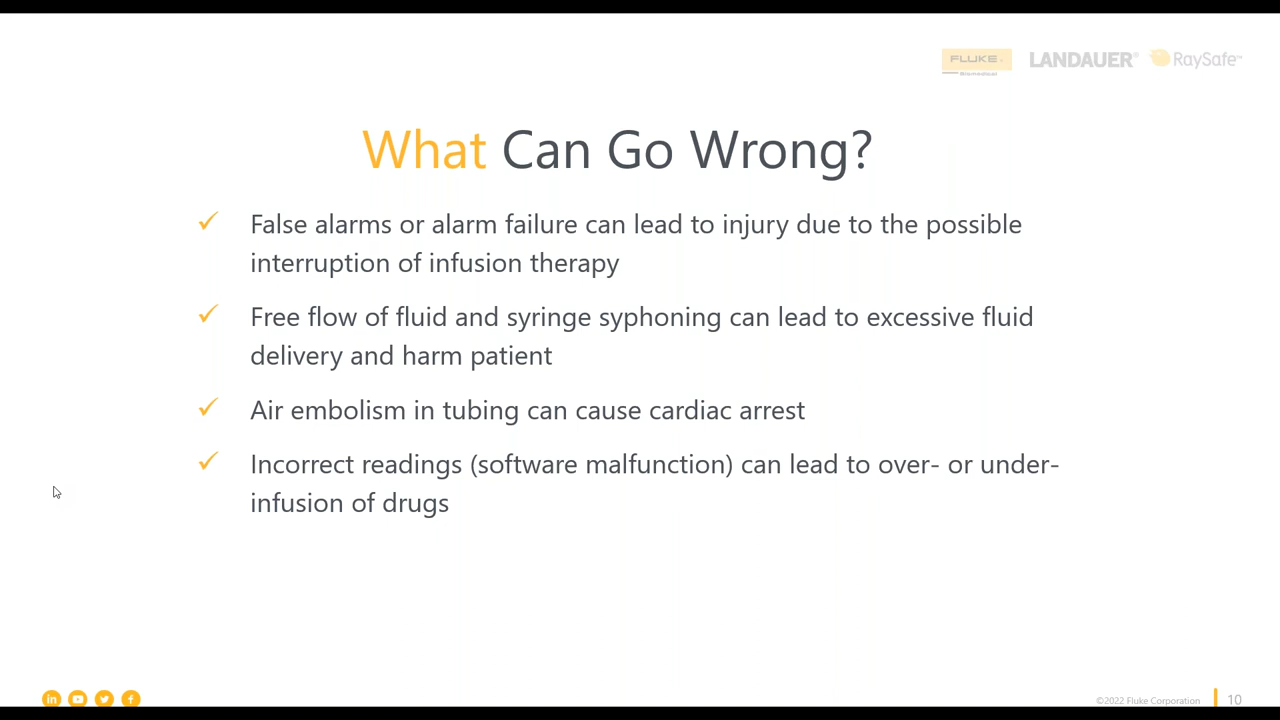 FLUKE
Biomedical
LANDAUER®
RaySafe™
What Can Go Wrong?
✓ False alarms or alarm failure can lead to injury due to the possible
interruption of infusion therapy
✓ Free flow of fluid and syringe syphoning can lead to excessive fluid
delivery and harm patient
✓ Air embolism in tubing can cause cardiac arrest
✓ Incorrect readings (software malfunction) can lead to over- or under-
infusion of drugs
in
f
©2022 Fluke Corporation
10